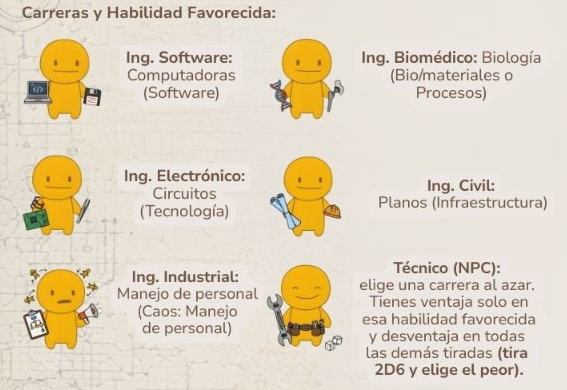 Carreras y Habilidad Favorecida:
Ing. Software:
Computadoras
(Software)
Ing. Biomédico: Biología
(Bio/materiales o
Procesos)
Ing. Electrónico:
Circuitos
(Tecnología)
Ing. Civil:
Planos (Infraestructura)
Ing. Industrial:
Manejo de personal
(Caos: Manejo
de personal)
Técnico (NPC):
elige una carrera al azar.
Tienes ventaja solo en
esa habilidad favorecida
y desventaja en todas
las demás tiradas (tira
2D6 y elige el peor).